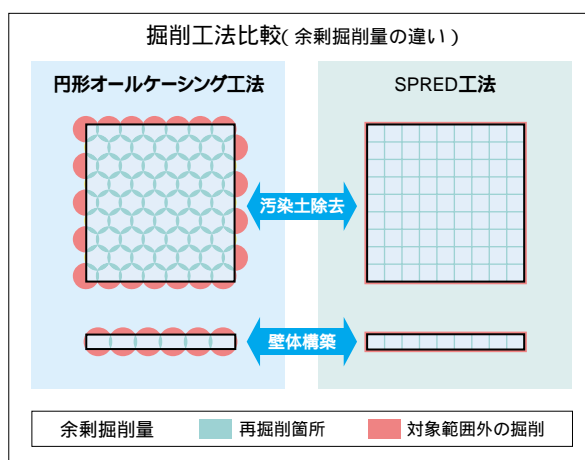 掘削工法比較(余剰掘削量の違い)
円形オールケーシング工法
SPRED工法
汚染土除去
壁体構築
余剰掘削量
再掘削箇所
対象範囲外の掘削